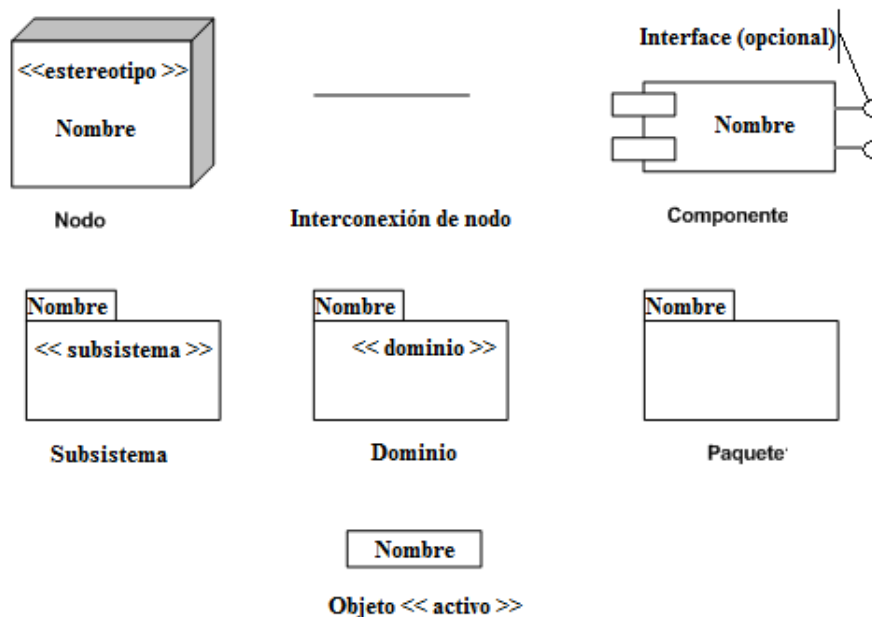 Interface (opcional)
<<estereotipo >>
Nombre
Nombre
Nodo
Interconexión de nodo
Componente
Nombre
Nombre
Nombre
<< subsistema >>
<< dominio >>
Subsistema
Dominio
Paquete
Nombre
Objeto << activo >>